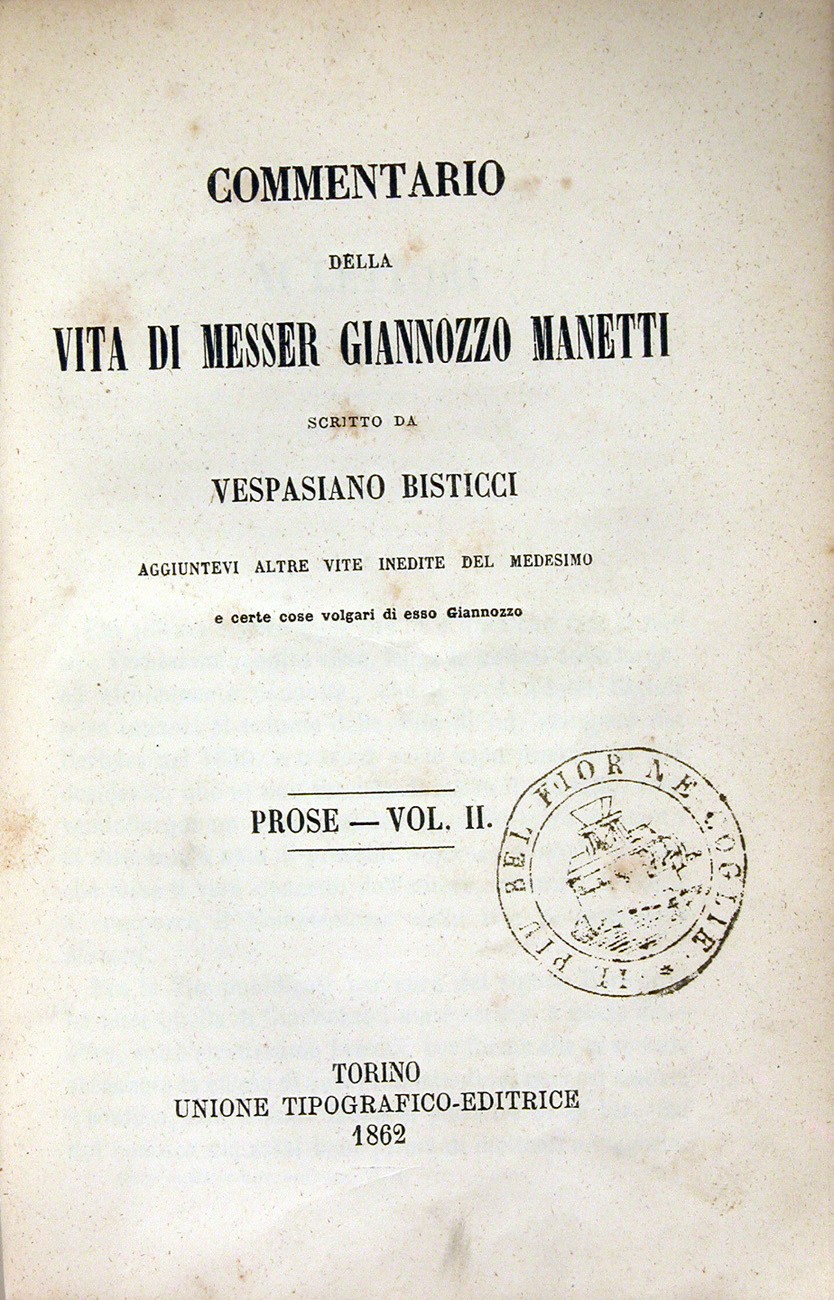 COMMENTARIO
DELLA
VITA DI MESSER GIANNOZZO MANETTI
SCRITTO DA
VESPASIANO BISTICCI
AGGIUNTEVI ALTRE VITE INEDITE DEL MEDESIMO
e certe cose volgari di esso Giannozzo
PROSE — VOL. II.
IL PIU BEL FIOR NE COGLIE *
TORINO
UNIONE TIPOGRAFICO-EDITRICE
1862